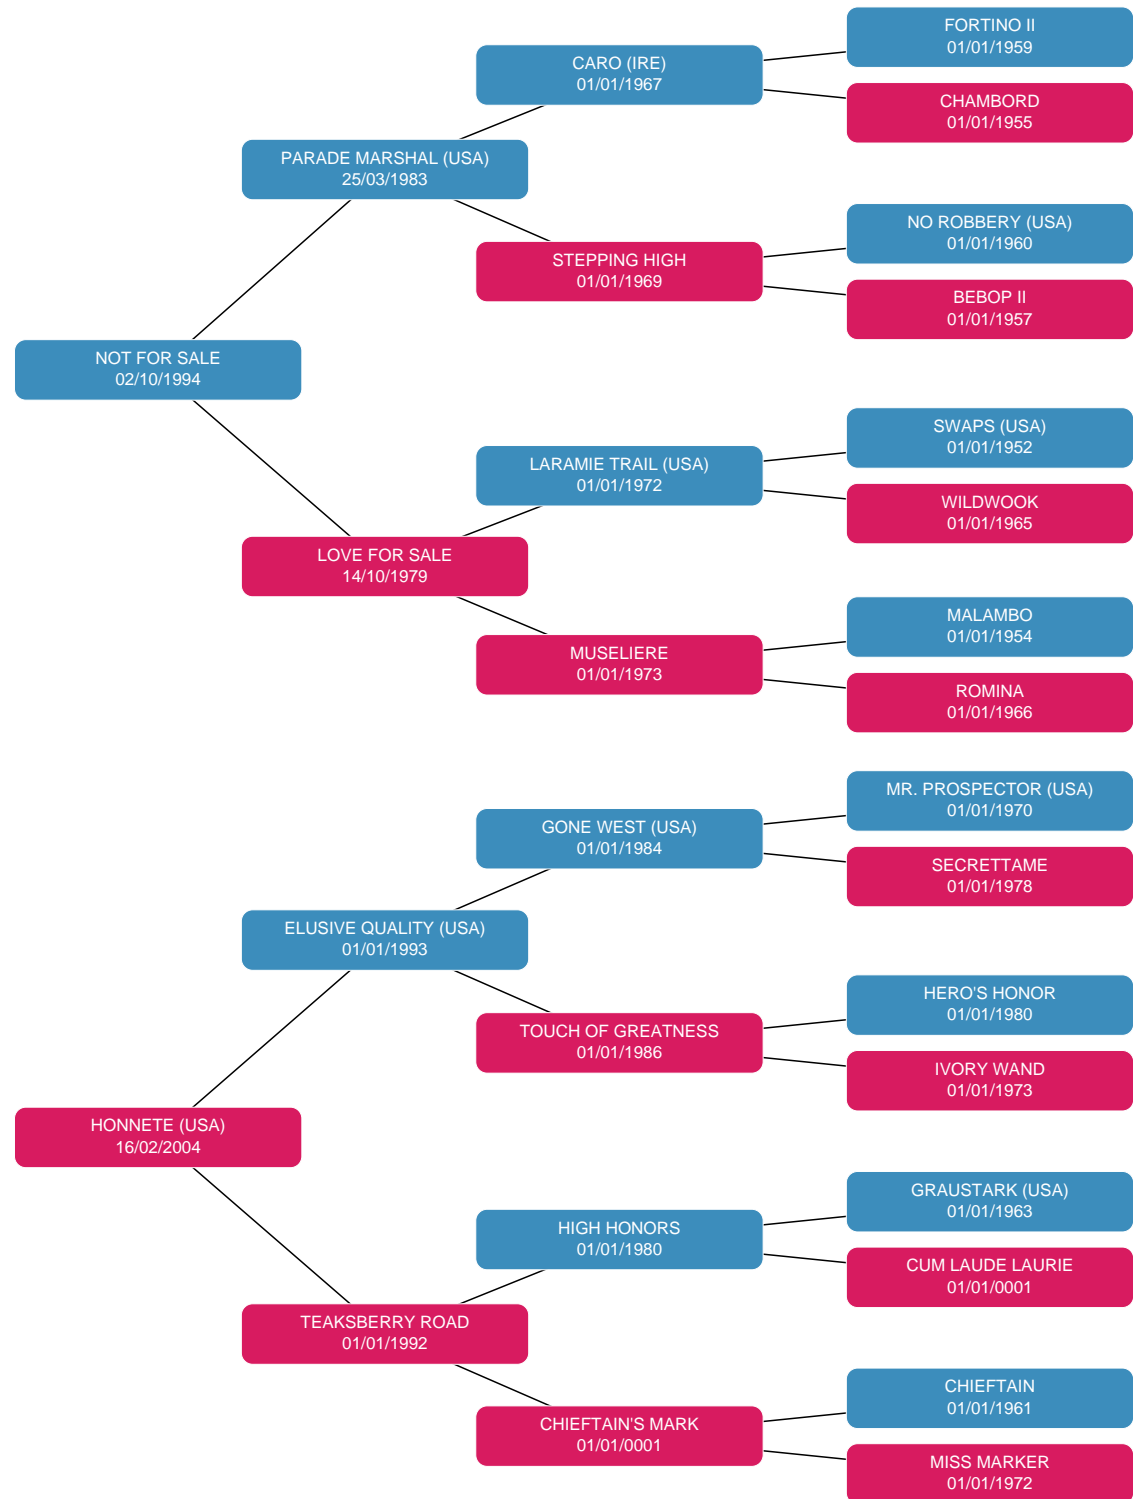 FORTINO II
01/01/1959
CARO (IRE)
01/01/1967
CHAMBORD
01/01/1955
PARADE MARSHAL (USA)
25/03/1983
NO ROBBERY (USA)
01/01/1960
STEPPING HIGH
01/01/1969
BEBOP II
01/01/1957
NOT FOR SALE
02/10/1994
SWAPS (USA)
01/01/1952
LARAMIE TRAIL (USA)
01/01/1972
WILDWOOK
01/01/1965
LOVE FOR SALE
14/10/1979
MALAMBO
01/01/1954
MUSELIERE
01/01/1973
ROMINA
01/01/1966
MR. PROSPECTOR (USA)
01/01/1970
GONE WEST (USA)
01/01/1984
SECRETTAME
01/01/1978
ELUSIVE QUALITY (USA)
01/01/1993
HERO'S HONOR
01/01/1980
TOUCH OF GREATNESS
01/01/1986
IVORY WAND
01/01/1973
HONNETE (USA)
16/02/2004
GRAUSTARK (USA)
01/01/1963
HIGH HONORS
01/01/1980
CUM LAUDE LAURIE
01/01/0001
TEAKSBERRY ROAD
01/01/1992
CHIEFTAIN
01/01/1961
CHIEFTAIN'S MARK
01/01/0001
MISS MARKER
01/01/1972